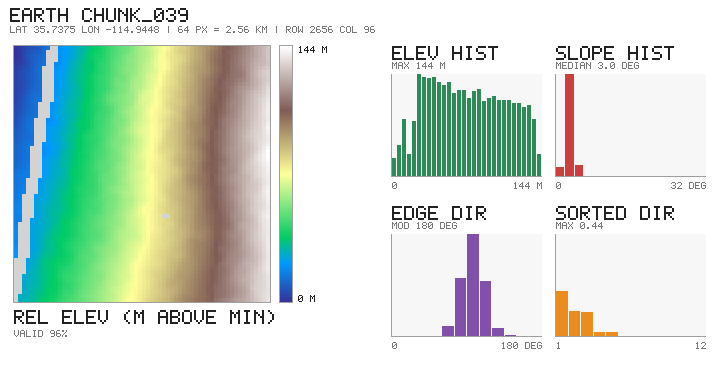 EARTH CHUNK_039
LAT 35.7375 LON -114.9448 | 64 PX = 2.56 KM | ROW 2656 COL 96
144 M
0 M
REL ELEV (M ABOVE MIN)
VALID 96%
ELEV HIST
MAX 144 M
0 144 M
SLOPE HIST
MEDIAN 3.0 DEG
0 32 DEG
EDGE DIR
MOD 180 DEG
0 180 DEG
SORTED DIR
MAX 0.44
1 12